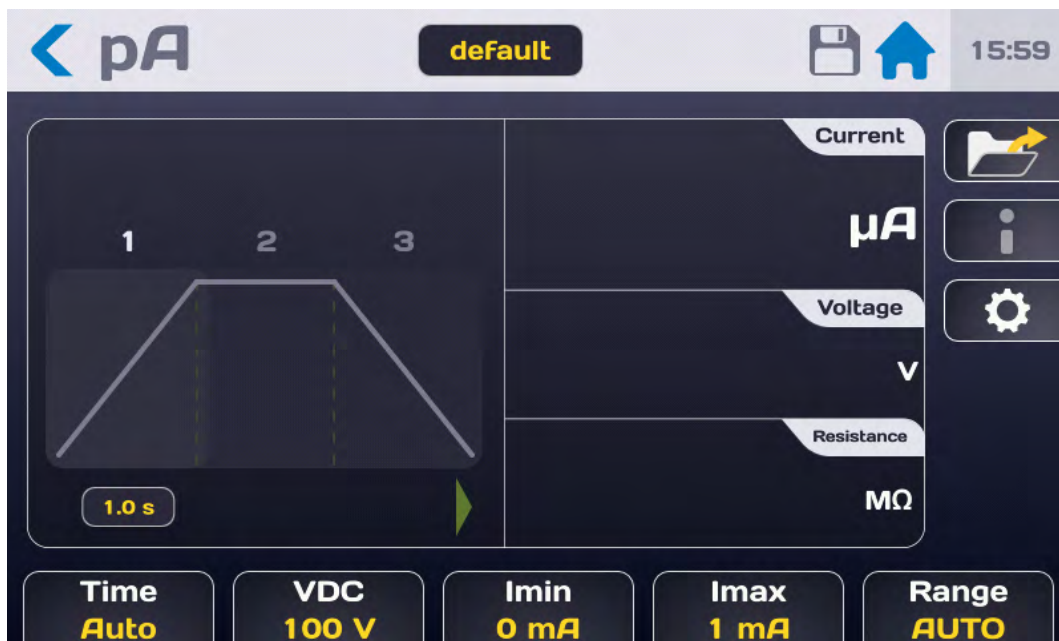 pA
default
15:59
1
2
3
1.0 s
Current
µA
Voltage
V
Resistance
MΩ
Time
Auto
VDC
100 V
Imin
0 mA
Imax
1 mA
Range
AUTO